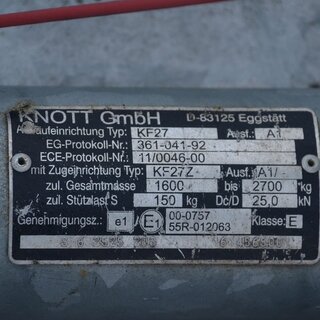 KNOTT GmbH D-83125 Eggstätt
Auflaufeinrichtung Typ: KF27 Ausf.: A1
EG-Protokoll-Nr.: 361-041-92
ECE-Protokoll-Nr.: 11/0046-00
mit Zugeinrichtung Typ: KF27Z Ausf.: A1/
zul. Gesamtmasse 1600 bis 2700 kg
zul. Stützlast S 150 kg Dc/D 25,0 kN
Genehmigungsz.: e1 / E1 00-0757 Klasse: E
55R-012063